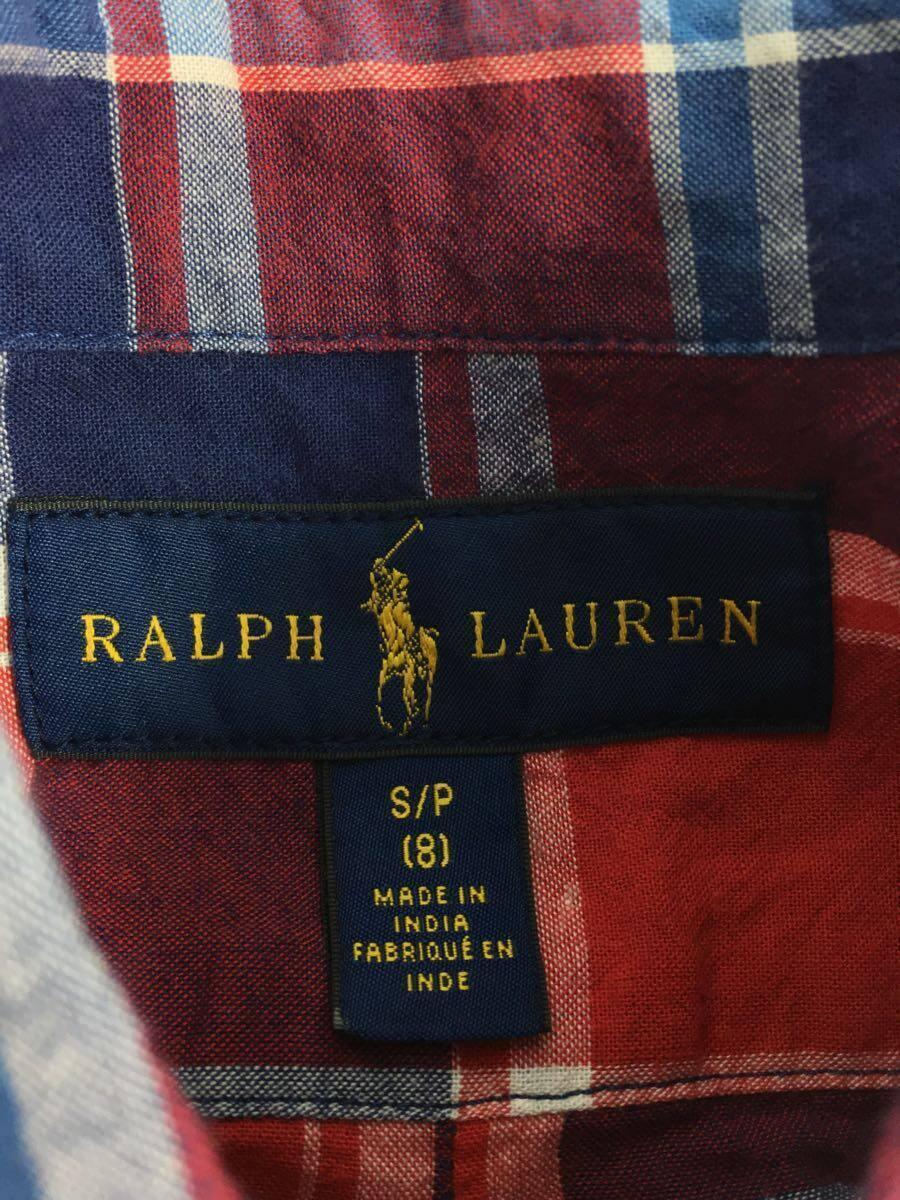 RALPH LAUREN
S/P
(8)
MADE IN
INDIA
FABRIQUÉ EN
INDE